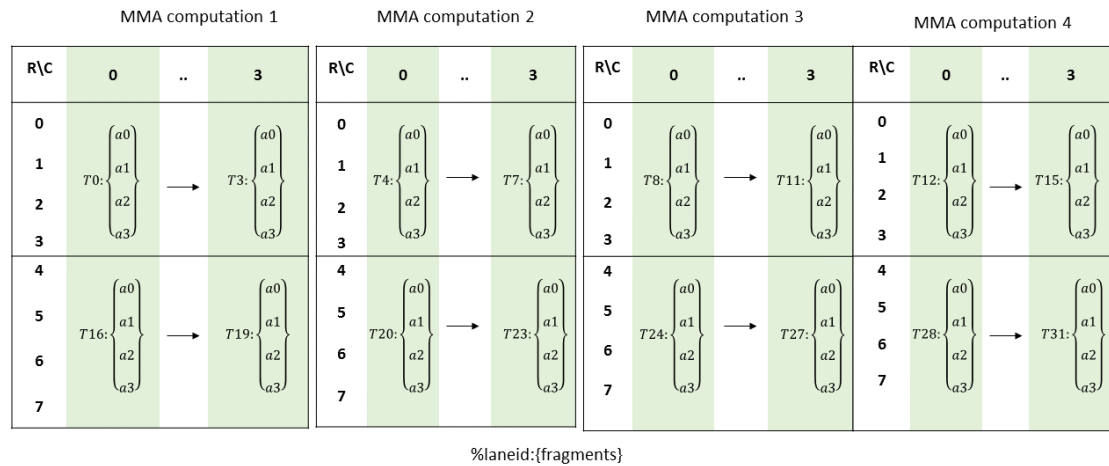 MMA computation 1
R\C 0 .. 3
0
1
2
3
T0: {a0 a1 a2 a3} → T3: {a0 a1 a2 a3}
4
5
6
7
T16: {a0 a1 a2 a3} → T19: {a0 a1 a2 a3}
MMA computation 2
R\C 0 .. 3
0
1
2
3
T4: {a0 a1 a2 a3} → T7: {a0 a1 a2 a3}
4
5
6
7
T20: {a0 a1 a2 a3} → T23: {a0 a1 a2 a3}
MMA computation 3
R\C 0 .. 3
0
1
2
3
T8: {a0 a1 a2 a3} → T11: {a0 a1 a2 a3}
4
5
6
7
T24: {a0 a1 a2 a3} → T27: {a0 a1 a2 a3}
MMA computation 4
R\C 0 .. 3
0
1
2
3
T12: {a0 a1 a2 a3} → T15: {a0 a1 a2 a3}
4
5
6
7
T28: {a0 a1 a2 a3} → T31: {a0 a1 a2 a3}
%laneid:{fragments}